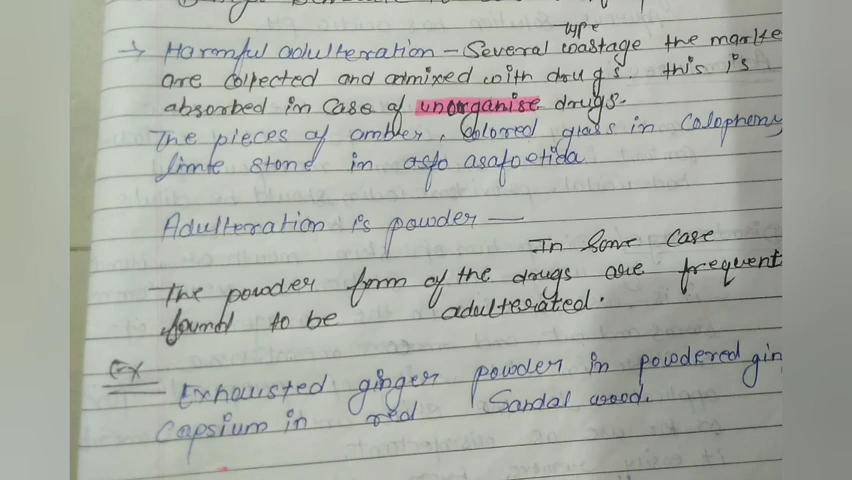 type
→ Harmful adulteration - Several wastage the marke
are collected and admixed with drugs. this is
absorbed in case of unorganise drugs.
The pieces of amber, colored glass in Colophony
limte stone in asfo asafoetida
Adulteration is powder —
In some case
The powder form of the drugs are frequent
found to be adulterated.
Ex
Exhausted ginger powder in powdered gin
Capsium in red Sandal wood.